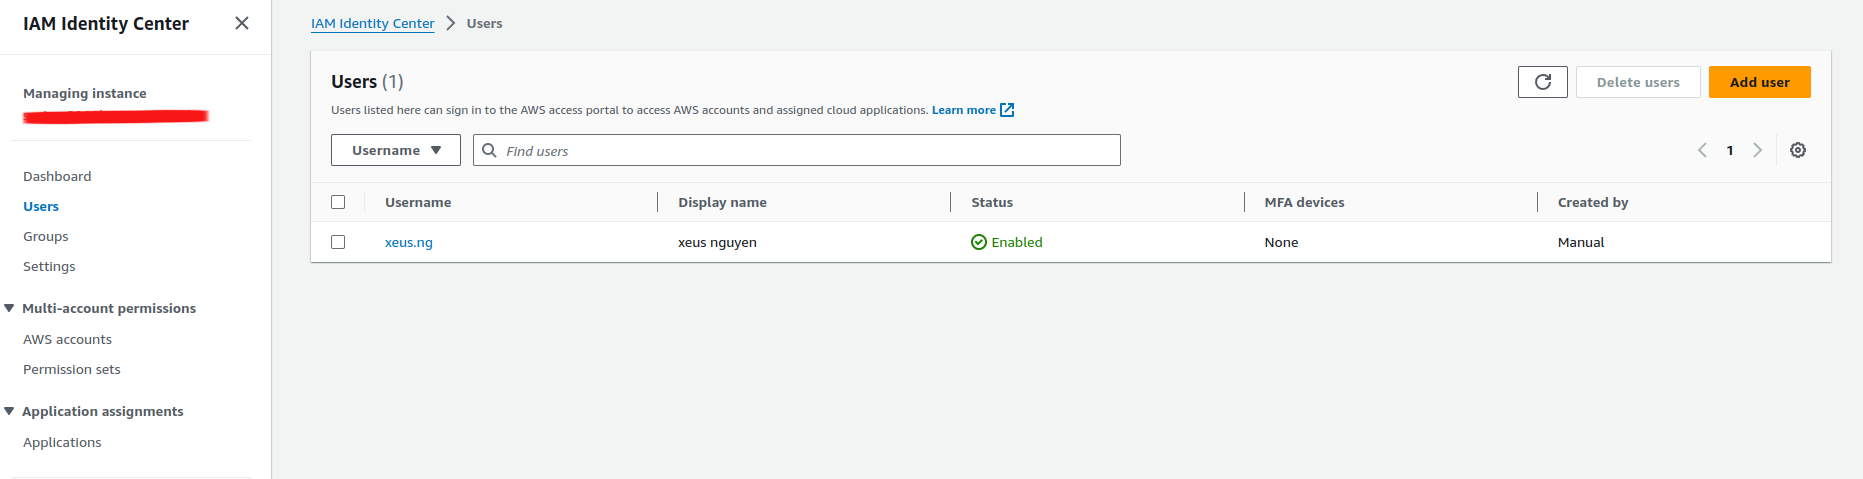 IAM Identity Center
Managing instance
Dashboard
Users
Groups
Settings
Multi-account permissions
AWS accounts
Permission sets
Application assignments
Applications
IAM Identity Center > Users
Users (1)
Users listed here can sign in to the AWS access portal to access AWS accounts and assigned cloud applications. Learn more
Delete users
Add user
Username
Find users
1
Username Display name Status MFA devices Created by
xeus.ng xeus nguyen Enabled None Manual